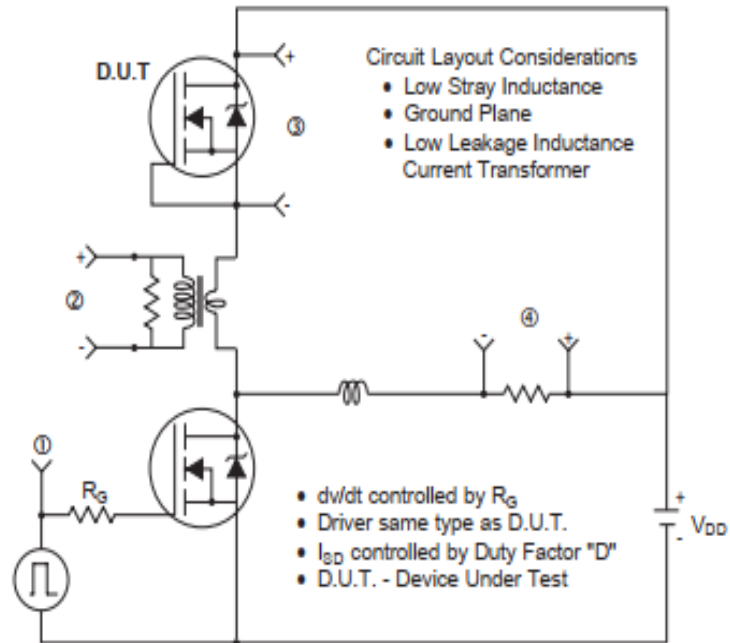 D.U.T
+
Circuit Layout Considerations
• Low Stray Inductance
• Ground Plane
• Low Leakage Inductance
Current Transformer
③
-
+
②
-
④
-
+
①
RG
• dv/dt controlled by RG
• Driver same type as D.U.T.
• ISD controlled by Duty Factor "D"
• D.U.T. - Device Under Test
+
VDD
-